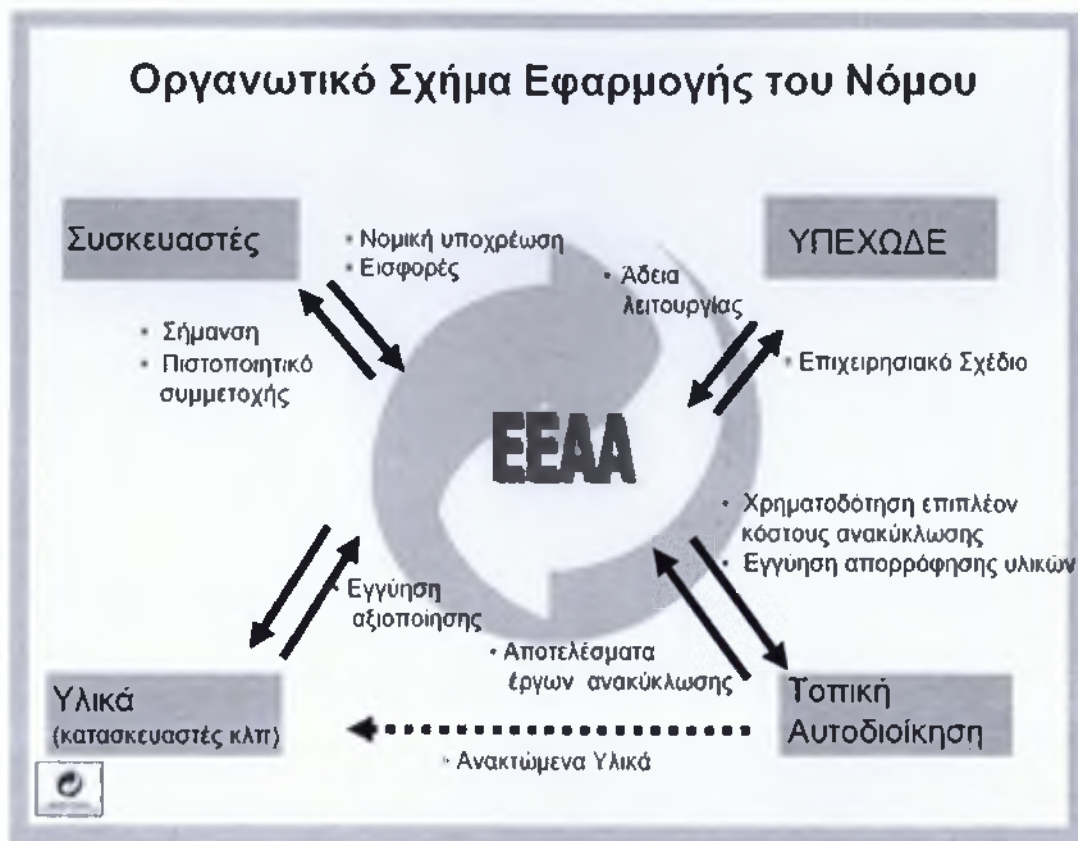 Οργανωτικό Σχήμα Εφαρμογής του Νόμου
Συσκευαστές
• Νομική υποχρέωση
• Εισφορές
• Άδεια
λειτουργίας
ΥΠΕΧΩΔΕ
• Σήμανση
• Πιστοποιητικό
συμμετοχής
• Επιχειρησιακό Σχέδιο
ΕΕΑΑ
• Χρηματοδότηση επιπλέον
κόστους ανακύκλωσης
• Εγγύηση απορρόφησης υλικών
• Εγγύηση
αξιοποίησης
• Αποτελέσματα
έργων ανακύκλωσης
Υλικά
(κατασκευαστές κλπ)
Τοπική
Αυτοδιοίκηση
• Ανακτώμενα Υλικά